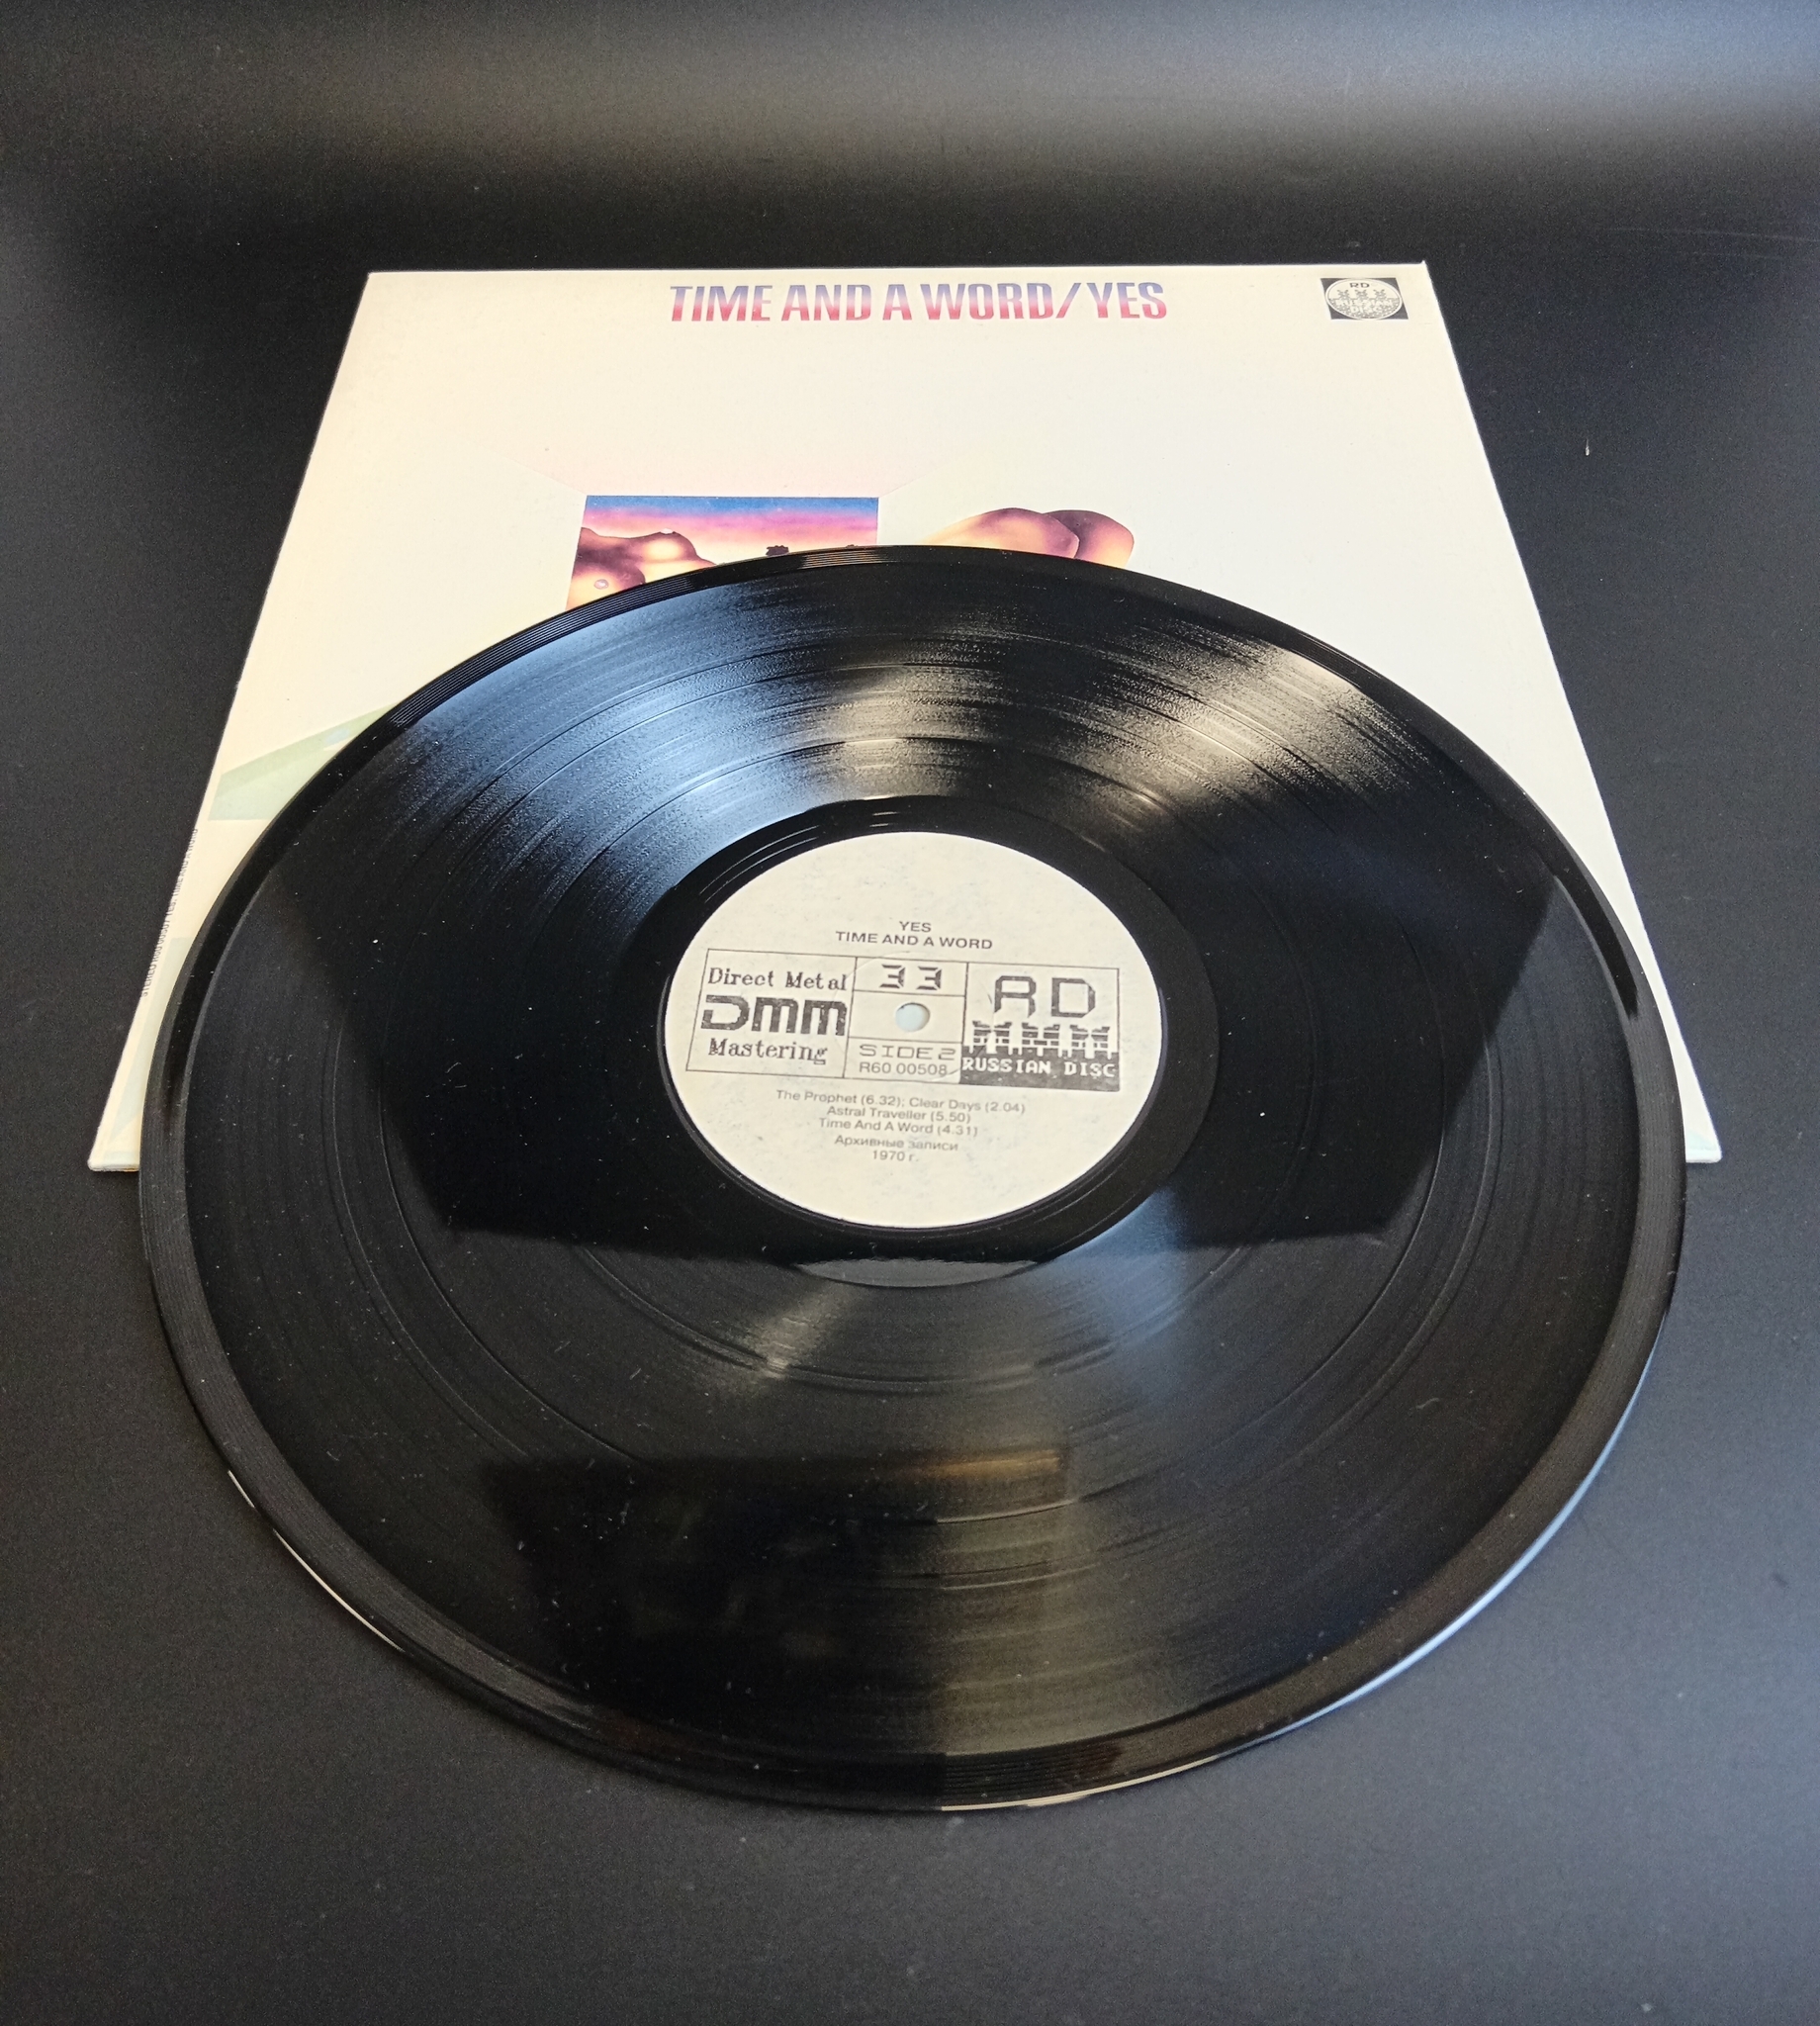 TIME AND A WORD/YES
RD
RUSSIAN
DISC
YES
TIME AND A WORD
Direct Metal
DMM
Mastering
33
SIDE 2
R60 00508
RD
RUSSIAN DISC
The Prophet (6.32); Clear Days (2.04)
Astral Traveller (5.50)
Time And A Word (4.31)
Архивные записи
1970 г.